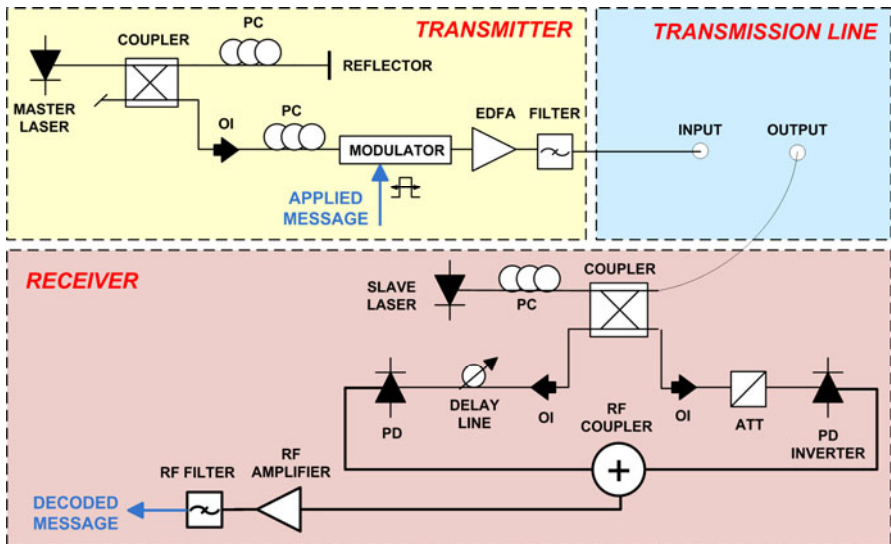 TRANSMITTER
TRANSMISSION LINE
PC
COUPLER
REFLECTOR
MASTER
LASER
OI
PC
MODULATOR
EDFA
FILTER
APPLIED
MESSAGE
INPUT
OUTPUT
RECEIVER
SLAVE
LASER
PC
COUPLER
PD
DELAY
LINE
OI
RF
COUPLER
OI
ATT
PD
INVERTER
RF FILTER
RF
AMPLIFIER
+
DECODED
MESSAGE